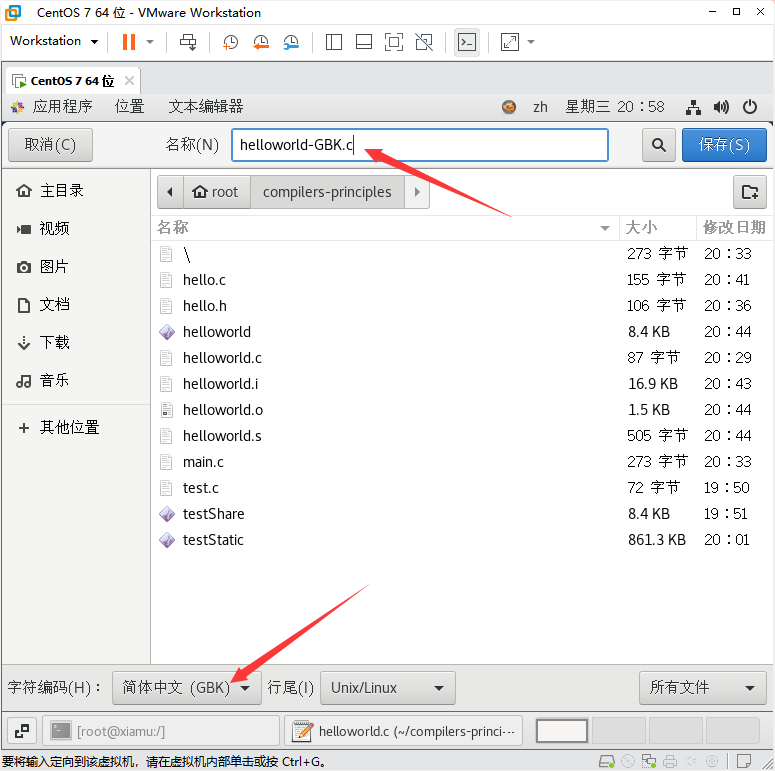 CentOS 7 64 位 - VMware Workstation
Workstation
CentOS 7 64 位
应用程序 位置 文本编辑器 zh 星期三 20：58
取消(C) 名称(N) helloworld-GBK.c 保存(S)
主目录
视频
图片
文档
下载
音乐
其他位置
root compilers-principles
名称 大小 修改日期
\ 273 字节 20：33
hello.c 155 字节 20：41
hello.h 106 字节 20：36
helloworld 8.4 KB 20：44
helloworld.c 87 字节 20：29
helloworld.i 16.9 KB 20：43
helloworld.o 1.5 KB 20：44
helloworld.s 505 字节 20：44
main.c 273 字节 20：33
test.c 72 字节 19：50
testShare 8.4 KB 19：51
testStatic 861.3 KB 20：01
字符编码(H)： 简体中文 (GBK) 行尾(I) Unix/Linux 所有文件
[root@xiamu:/] helloworld.c (~/compilers-princi···
要将输入定向到该虚拟机，请在虚拟机内部单击或按 Ctrl+G。